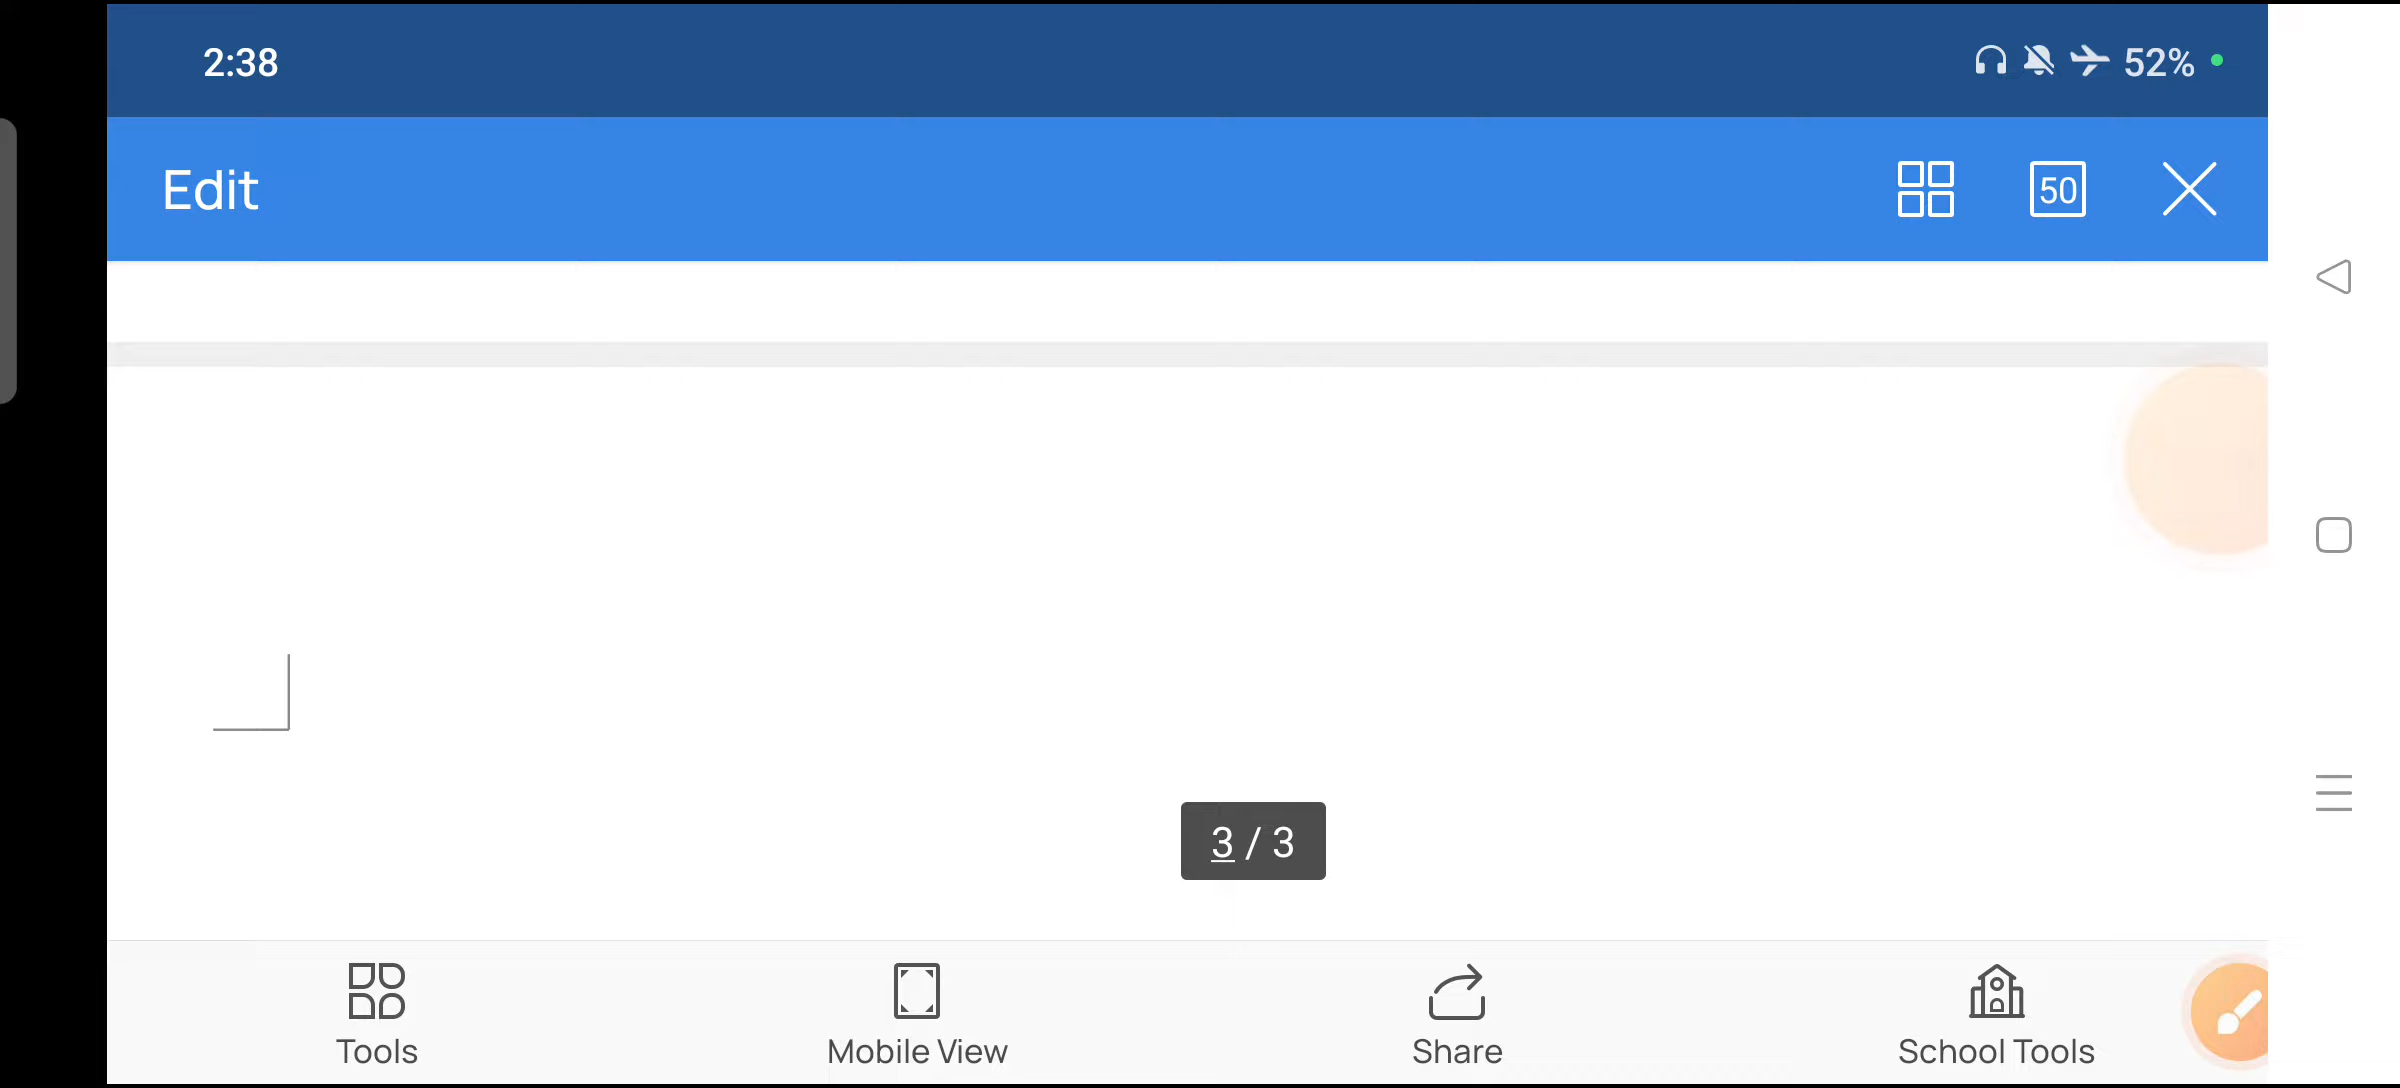 2:38
52%
Edit
50
3 / 3
Tools
Mobile View
Share
School Tools